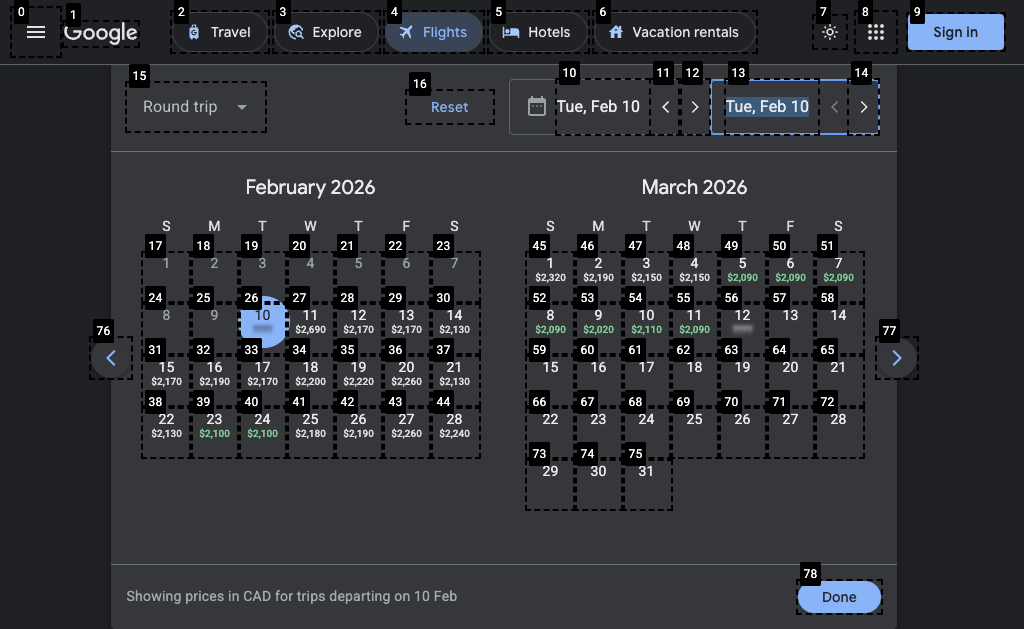 0 1 2 3 4 5 6 7 8 9
Google Travel Explore Flights Hotels Vacation rentals Sign in
15 16 10 11 12 13 14
Round trip Reset Tue, Feb 10 Tue, Feb 10
February 2026
S M T W T F S
17 18 19 20 21 22 23
1 2 3 4 5 6 7
24 25 26 27 28 29 30
8 9 10 11 12 13 14
$2,690 $2,170 $2,170 $2,130
31 32 33 34 35 36 37
15 16 17 18 19 20 21
$2,170 $2,190 $2,170 $2,200 $2,220 $2,260 $2,130
38 39 40 41 42 43 44
22 23 24 25 26 27 28
$2,130 $2,100 $2,100 $2,180 $2,190 $2,260 $2,240
March 2026
S M T W T F S
45 46 47 48 49 50 51
1 2 3 4 5 6 7
$2,320 $2,190 $2,150 $2,150 $2,090 $2,090 $2,090
52 53 54 55 56 57 58
8 9 10 11 12 13 14
$2,090 $2,020 $2,110 $2,090
59 60 61 62 63 64 65
15 16 17 18 19 20 21
66 67 68 69 70 71 72
22 23 24 25 26 27 28
73 74 75
29 30 31
76 77
78
Showing prices in CAD for trips departing on 10 Feb Done